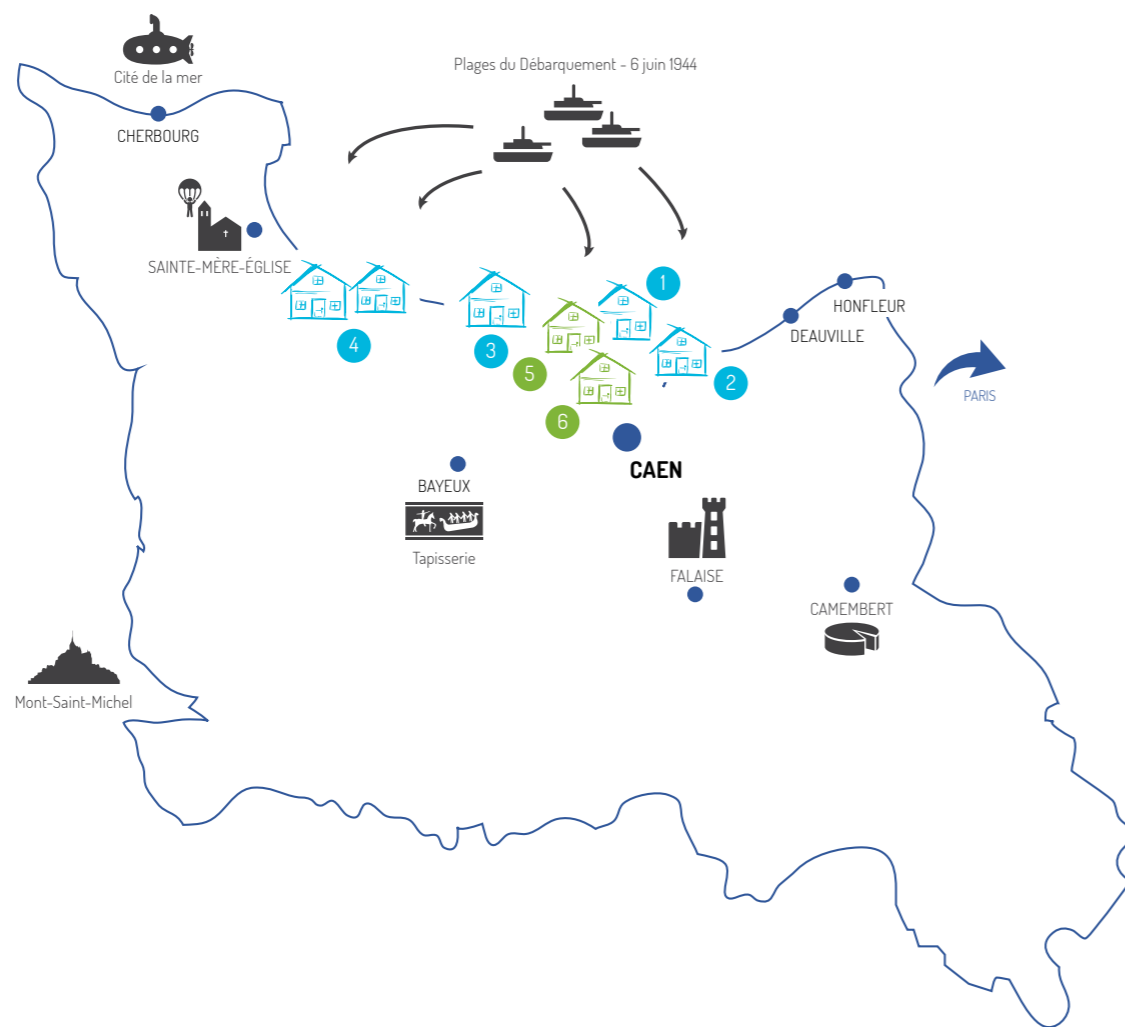 Plages du Débarquement - 6 juin 1944
Cité de la mer
CHERBOURG
SAINTE-MÈRE-ÉGLISE
1
HONFLEUR
DEAUVILLE
4
3
5
2
PARIS
6
CAEN
BAYEUX
Tapisserie
FALAISE
CAMEMBERT
Mont-Saint-Michel